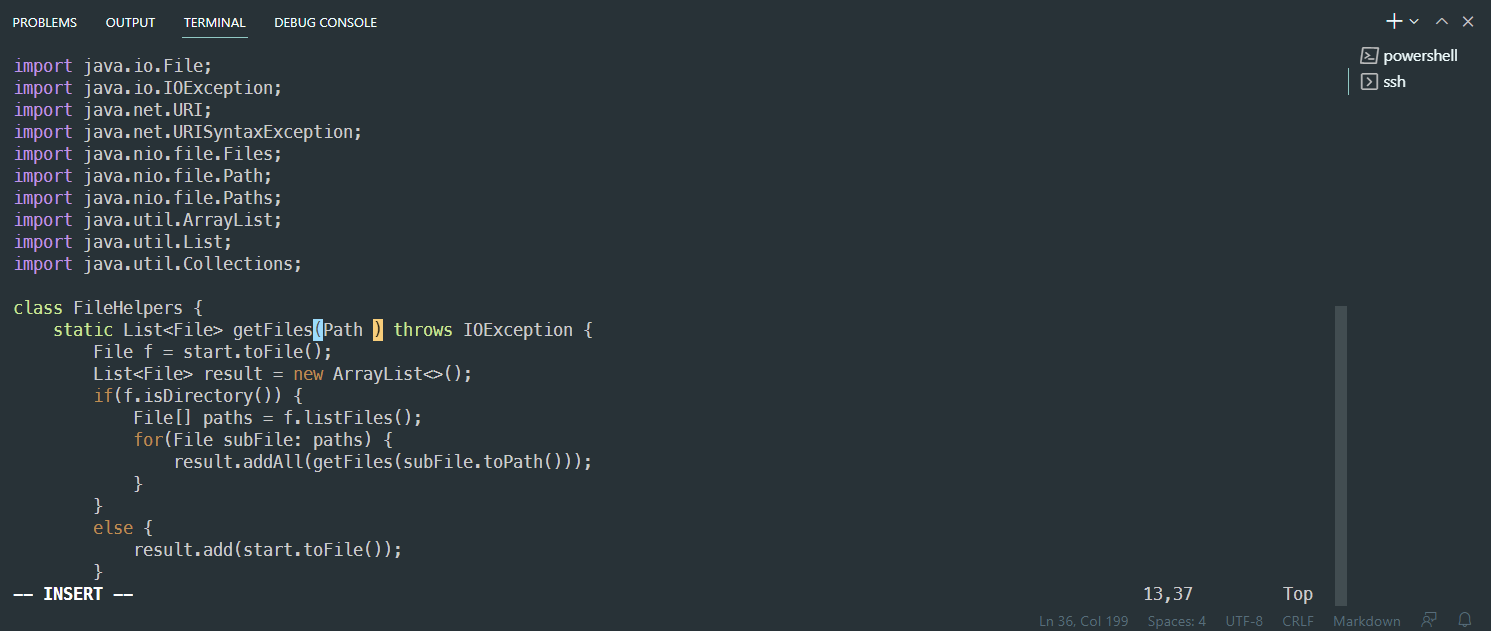 PROBLEMS OUTPUT TERMINAL DEBUG CONSOLE
powershell
ssh
import java.io.File;
import java.io.IOException;
import java.net.URI;
import java.net.URISyntaxException;
import java.nio.file.Files;
import java.nio.file.Path;
import java.nio.file.Paths;
import java.util.ArrayList;
import java.util.List;
import java.util.Collections;

class FileHelpers {
    static List<File> getFiles(Path ) throws IOException {
        File f = start.toFile();
        List<File> result = new ArrayList<>();
        if(f.isDirectory()) {
            File[] paths = f.listFiles();
            for(File subFile: paths) {
                result.addAll(getFiles(subFile.toPath()));
            }
        }
        else {
            result.add(start.toFile());
        }
-- INSERT -- 13,37 Top
Ln 36, Col 199 Spaces: 4 UTF-8 CRLF Markdown